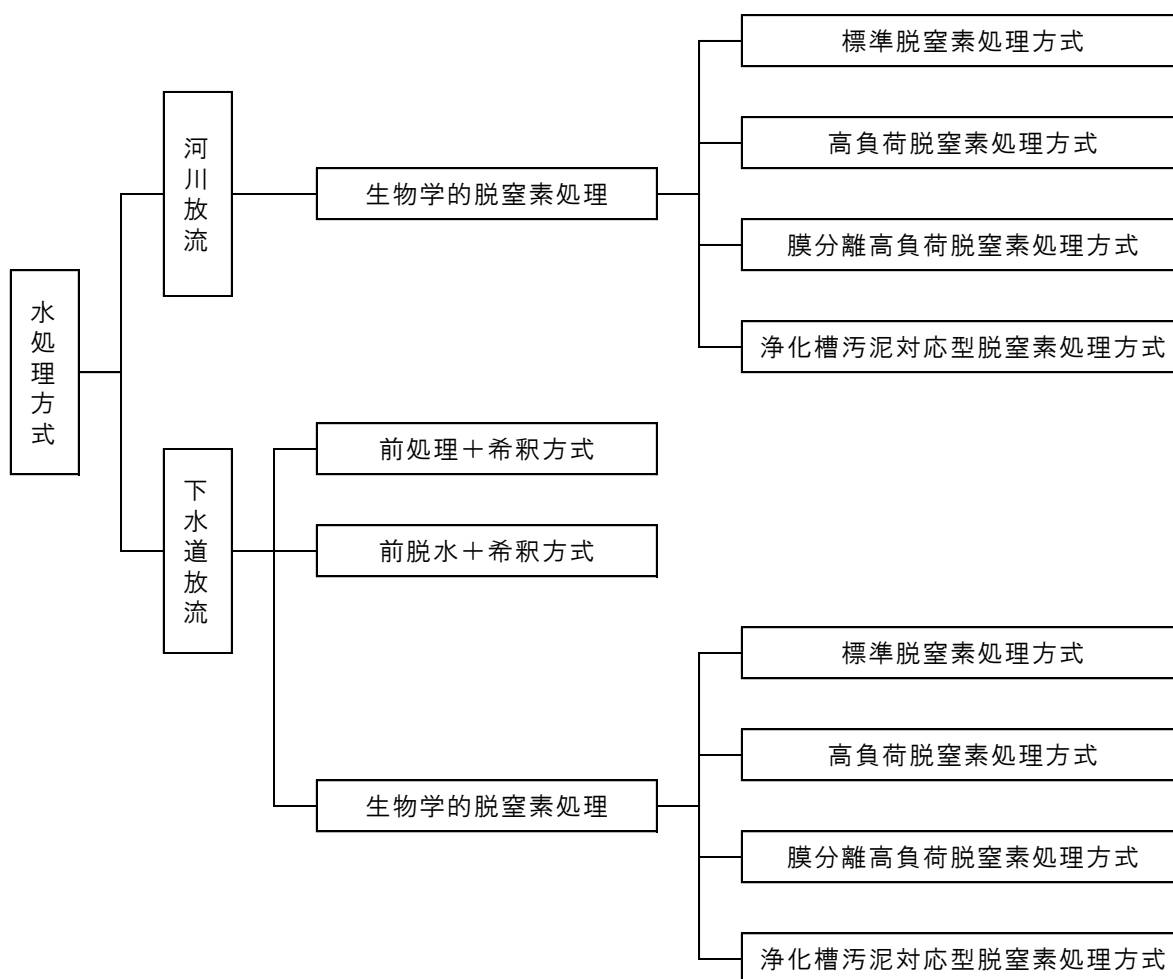 水処理方式
河川放流
生物学的脱窒素処理
標準脱窒素処理方式
高負荷脱窒素処理方式
膜分離高負荷脱窒素処理方式
浄化槽汚泥対応型脱窒素処理方式
下水道放流
前処理＋希釈方式
前脱水＋希釈方式
生物学的脱窒素処理
標準脱窒素処理方式
高負荷脱窒素処理方式
膜分離高負荷脱窒素処理方式
浄化槽汚泥対応型脱窒素処理方式